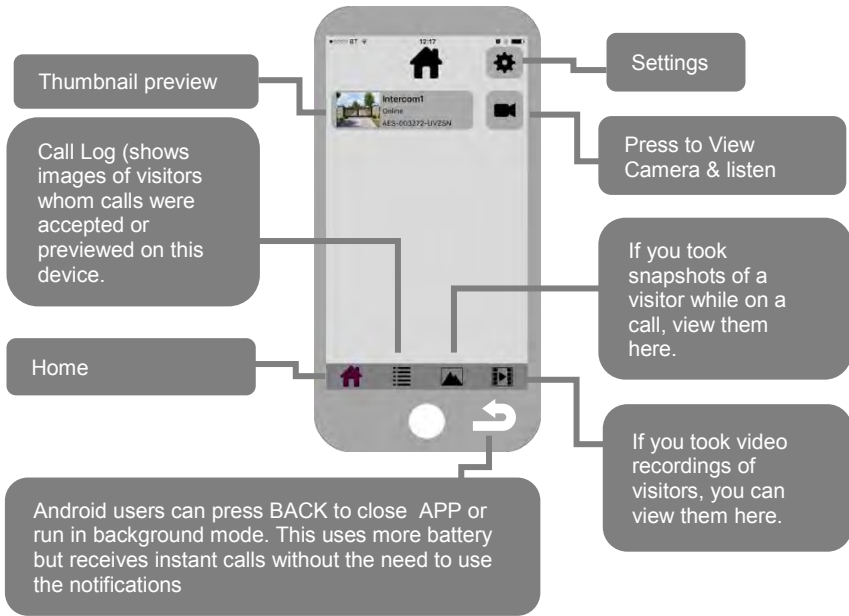 BT
12:17
Settings
Thumbnail preview
Intercom1
Online
AES-003272-UVZSN
Press to View
Camera & listen
Call Log (shows
images of visitors
whom calls were
accepted or
previewed on this
device.
If you took
snapshots of a
visitor while on a
call, view them
here.
Home
If you took video
recordings of
visitors, you can
view them here.
Android users can press BACK to close  APP or
run in background mode. This uses more battery
but receives instant calls without the need to use
the notifications